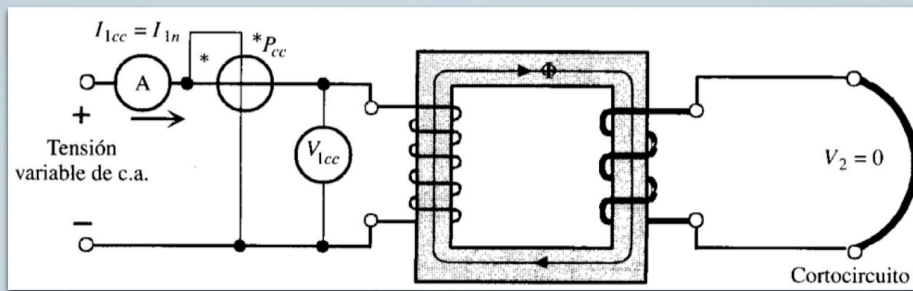 I1cc = I1n
* *Pcc
A
Φ
+
Tensión
variable de c.a.
V1cc
V2 = 0
−
Cortocircuito